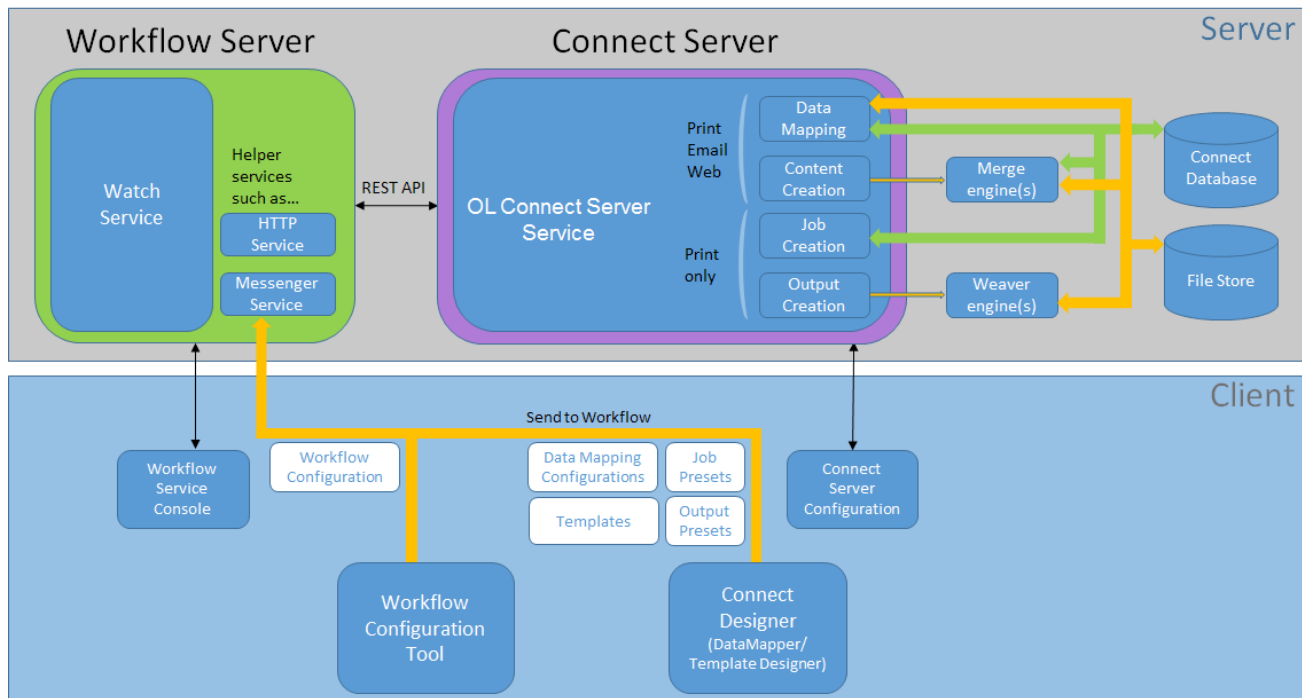 Server
Workflow Server
Connect Server
Watch
Service
Helper
services
such as...
HTTP
Service
Messenger
Service
REST API
OL Connect Server
Service
Print
Email
Web
Print
only
Data
Mapping
Content
Creation
Job
Creation
Output
Creation
Merge
engine(s)
Weaver
engine(s)
Connect
Database
File Store
Client
Send to Workflow
Workflow
Service
Console
Workflow
Configuration
Data Mapping
Configurations
Job
Presets
Templates
Output
Presets
Connect
Server
Configuration
Workflow
Configuration
Tool
Connect
Designer
(DataMapper/
Template Designer)